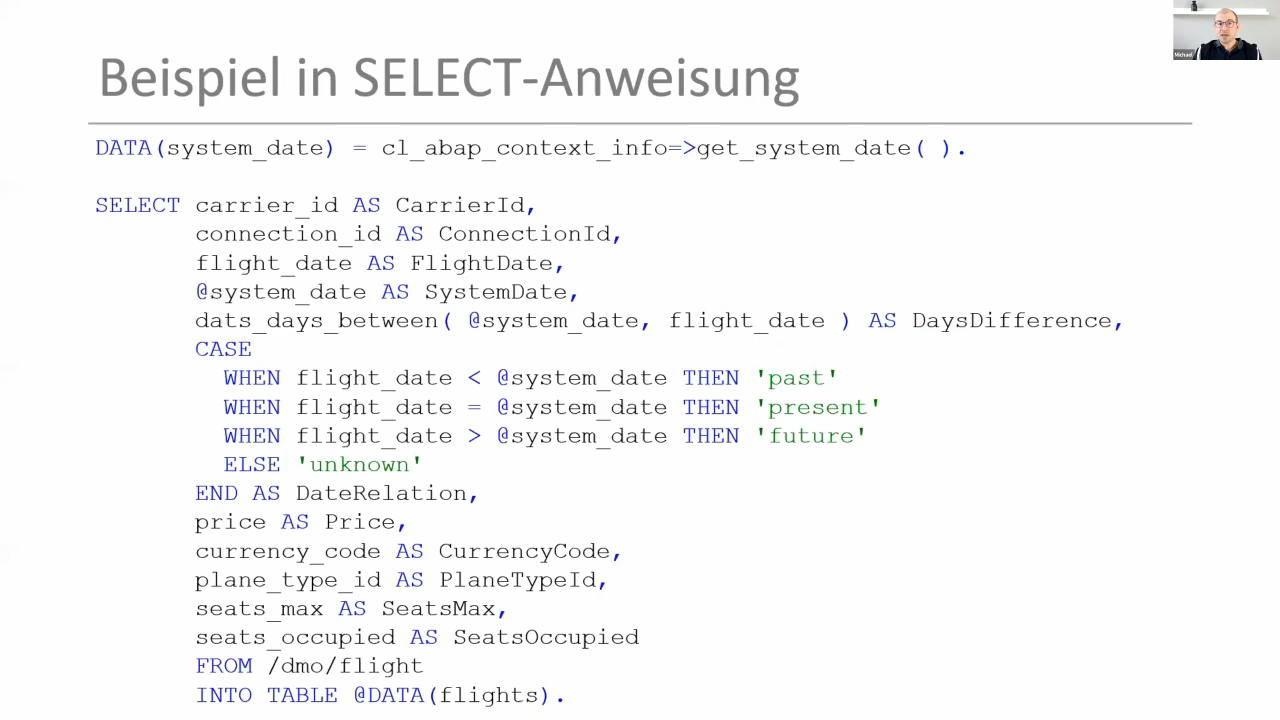 Beispiel in SELECT-Anweisung
Michael
DATA(system_date) = cl_abap_context_info=>get_system_date( ).
SELECT carrier_id AS CarrierId,
connection_id AS ConnectionId,
flight_date AS FlightDate,
@system_date AS SystemDate,
dats_days_between( @system_date, flight_date ) AS DaysDifference,
CASE
WHEN flight_date < @system_date THEN 'past'
WHEN flight_date = @system_date THEN 'present'
WHEN flight_date > @system_date THEN 'future'
ELSE 'unknown'
END AS DateRelation,
price AS Price,
currency_code AS CurrencyCode,
plane_type_id AS PlaneTypeId,
seats_max AS SeatsMax,
seats_occupied AS SeatsOccupied
FROM /dmo/flight
INTO TABLE @DATA(flights).